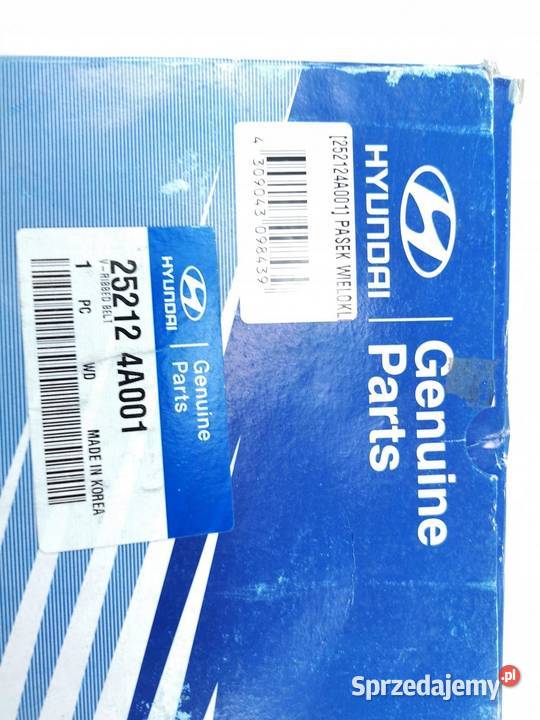 HYUNDAI
Genuine
Parts
[252124A001] PASEK WIELOKL
4 309043 098439
HYUNDAI
Genuine
Parts
25212 4A001
V-RIBBED BELT
1 PC WD MADE IN KOREA
Sprzedajemy.pl